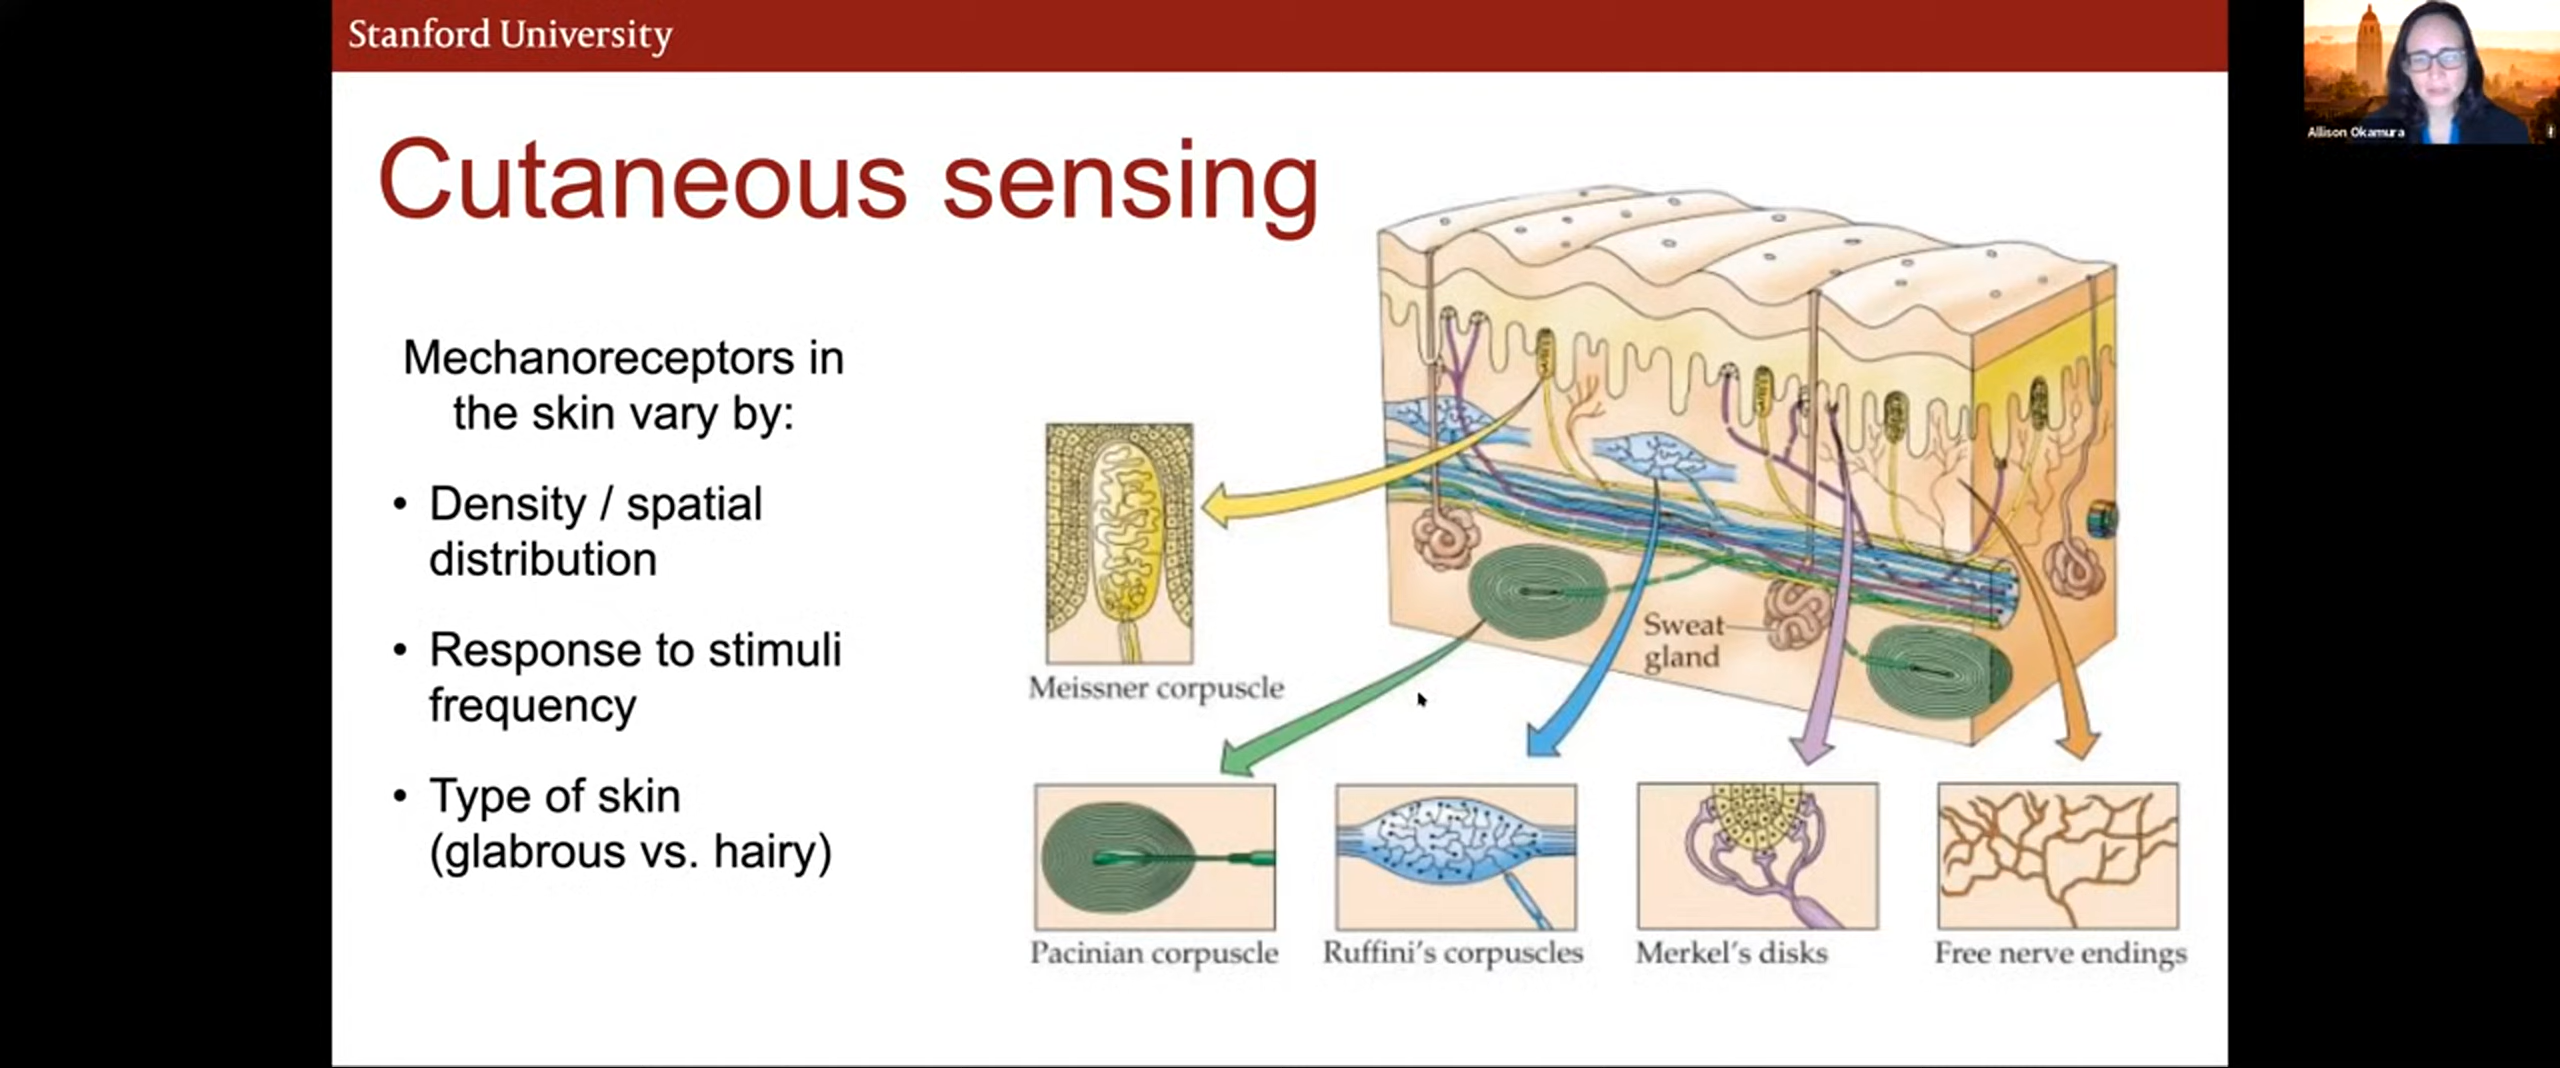 Stanford University
Allison Okamura
Cutaneous sensing
Mechanoreceptors in
the skin vary by:
• Density / spatial
distribution
• Response to stimuli
frequency
• Type of skin
(glabrous vs. hairy)
Sweat
gland
Meissner corpuscle
Pacinian corpuscle
Ruffini's corpuscles
Merkel's disks
Free nerve endings